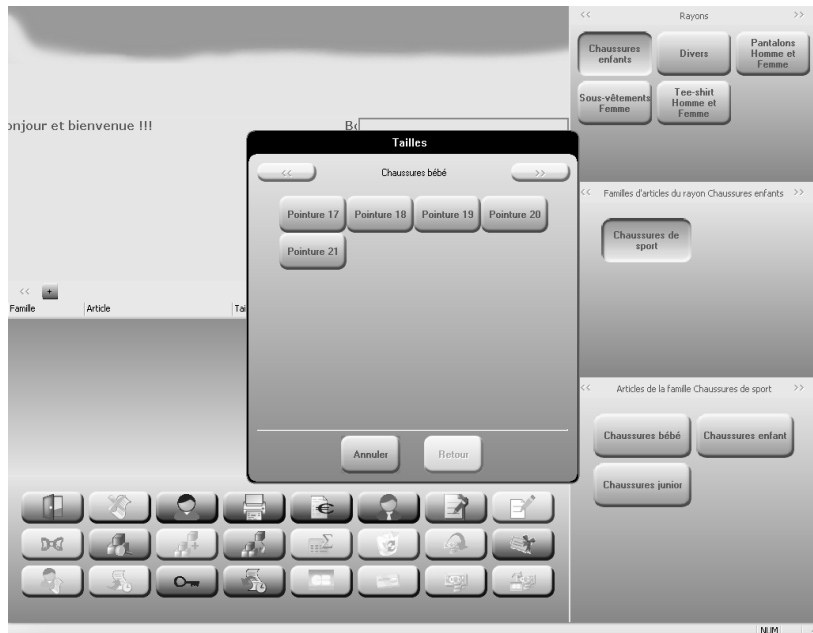 << Rayons >>
Chaussures
enfants
Divers
Pantalons
Homme et
Femme
Sous-vêtements
Femme
Tee-shirt
Homme et
Femme
onjour et bienvenue !!!
Tailles
<< Chaussures bébé >>
Pointure 17 Pointure 18 Pointure 19 Pointure 20
Pointure 21
Annuler Retour
<< Familles d'articles du rayon Chaussures enfants >>
Chaussures de
sport
<< +
Famille Article Tai
<< Articles de la famille Chaussures de sport >>
Chaussures bébé Chaussures enfant
Chaussures junior
NUM